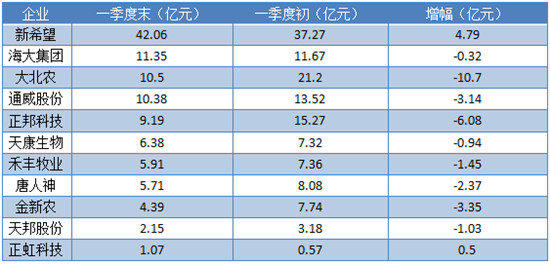 企业 一季度末（亿元） 一季度初（亿元） 增幅（亿元）
新希望 42.06 37.27 4.79
海大集团 11.35 11.67 -0.32
大北农 10.5 21.2 -10.7
通威股份 10.38 13.52 -3.14
正邦科技 9.19 15.27 -6.08
天康生物 6.38 7.32 -0.94
禾丰牧业 5.91 7.36 -1.45
唐人神 5.71 8.08 -2.37
金新农 4.39 7.74 -3.35
天邦股份 2.15 3.18 -1.03
正虹科技 1.07 0.57 0.5